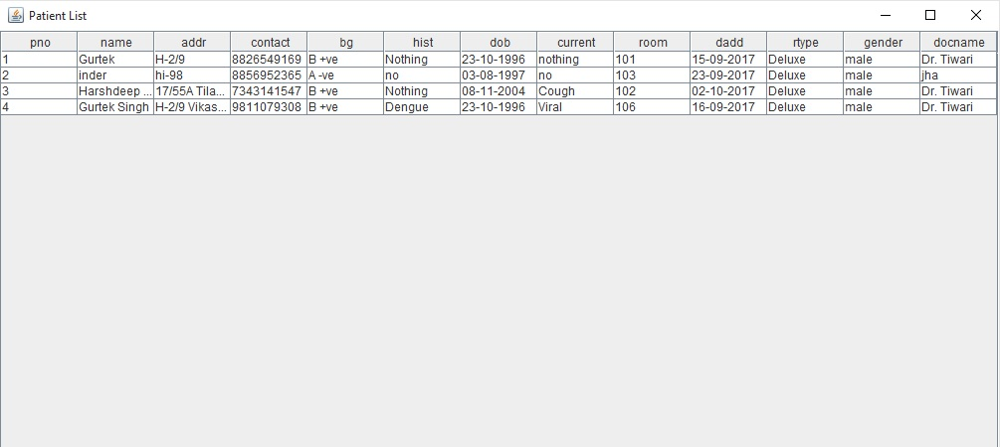 Patient List
pno name addr contact bg hist dob current room dadd rtype gender docname
1 Gurtek H-2/9 8826549169 B +ve Nothing 23-10-1996 nothing 101 15-09-2017 Deluxe male Dr. Tiwari
2 inder hi-98 8856952365 A -ve no 03-08-1997 no 103 23-09-2017 Deluxe male jha
3 Harshdeep ... 17/55A Tila... 7343141547 B +ve Nothing 08-11-2004 Cough 102 02-10-2017 Deluxe male Dr. Tiwari
4 Gurtek Singh H-2/9 Vikas... 9811079308 B +ve Dengue 23-10-1996 Viral 106 16-09-2017 Deluxe male Dr. Tiwari